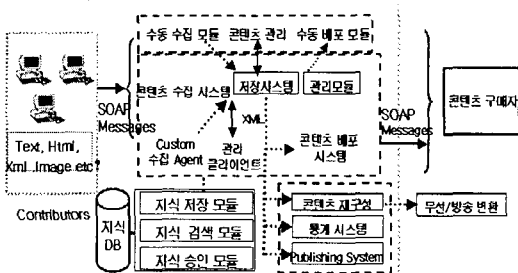 수동 수집 모듈 콘텐츠 관리 수동 배포 모듈
콘텐츠 수집 시스템
저장시스템
관리모듈
SOAP
Messages
XML
Custom
수집 Agent
관리
클라이언트
콘텐츠 배포
시스템
SOAP
Messages
콘텐츠 구매자
Text, Html,
Xml..Image.etc
Contributors
지식
DB
지식 저장 모듈
지식 검색 모듈
지식 승인 모듈
콘텐츠 재구성
통계 시스템
Publishing System
무선/방송 변환